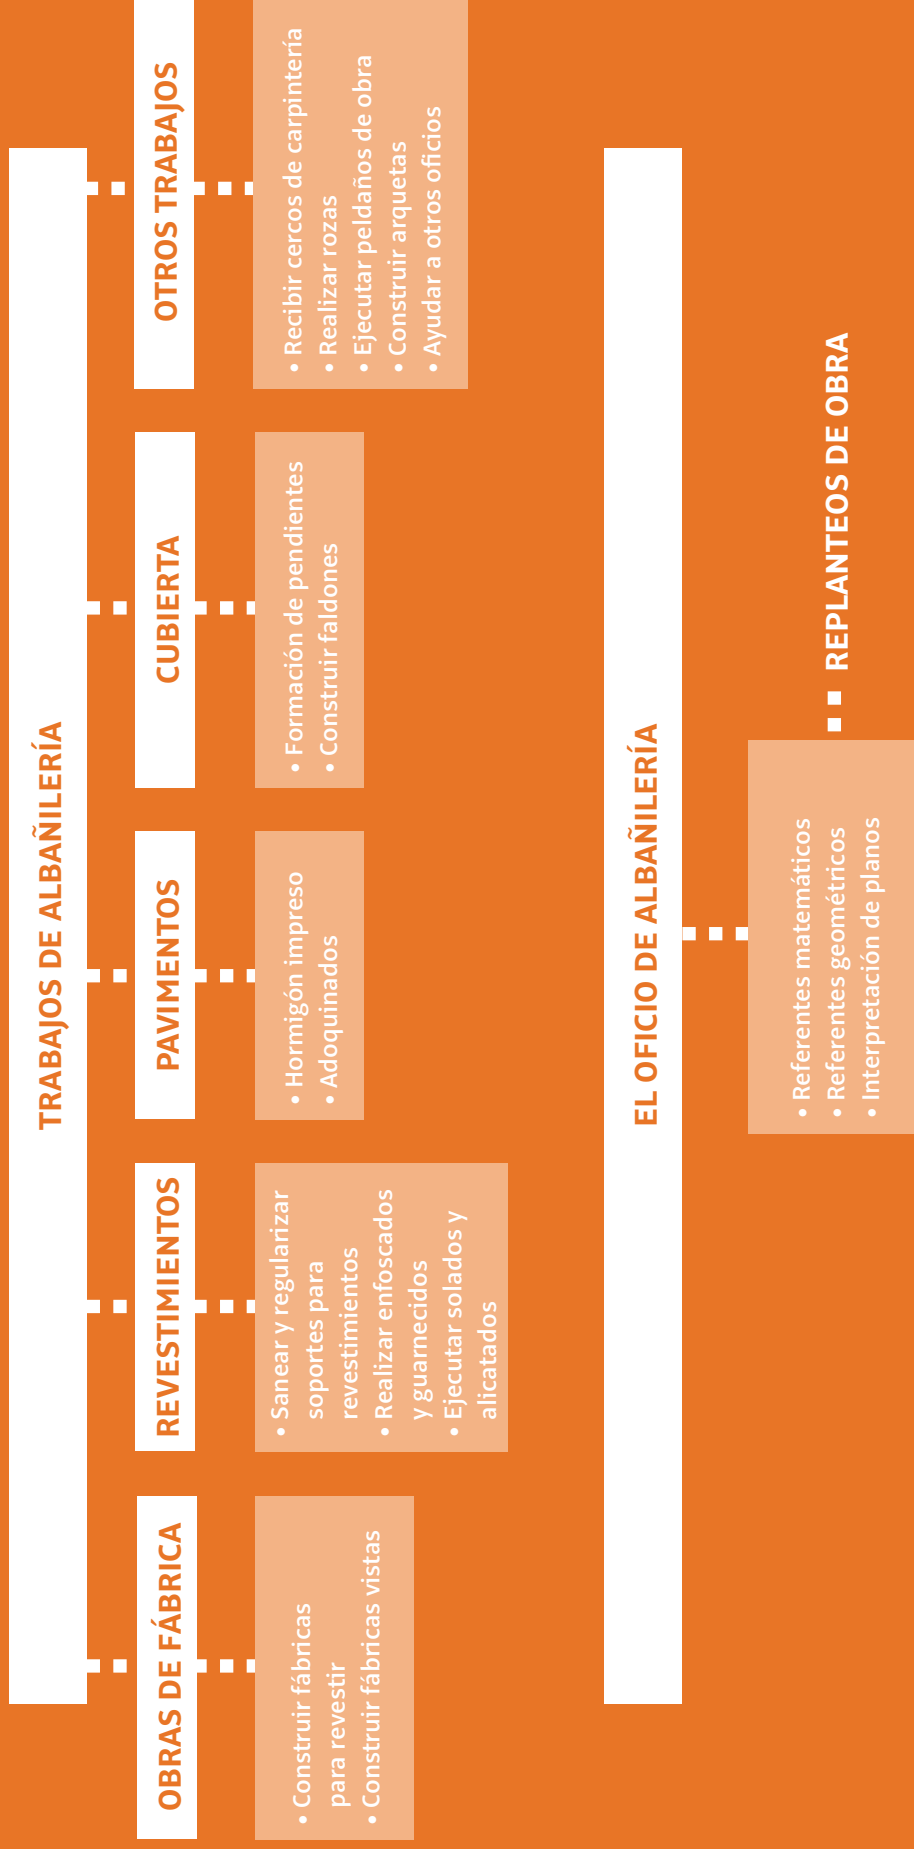 TRABAJOS DE ALBAÑILERÍA
OBRAS DE FÁBRICA
• Construir fábricas
para revestir
• Construir fábricas vistas
REVESTIMIENTOS
• Sanear y regularizar
soportes para
revestimientos
• Realizar enfoscados
y guarnecidos
• Ejecutar solados y
alicatados
PAVIMENTOS
• Hormigón impreso
• Adoquinados
CUBIERTA
• Formación de pendientes
• Construir faldones
OTROS TRABAJOS
• Recibir cercos de carpintería
• Realizar rozas
• Ejecutar peldaños de obra
• Construir arquetas
• Ayudar a otros oficios
EL OFICIO DE ALBAÑILERÍA
• Referentes matemáticos
• Referentes geométricos
• Interpretación de planos
REPLANTEOS DE OBRA